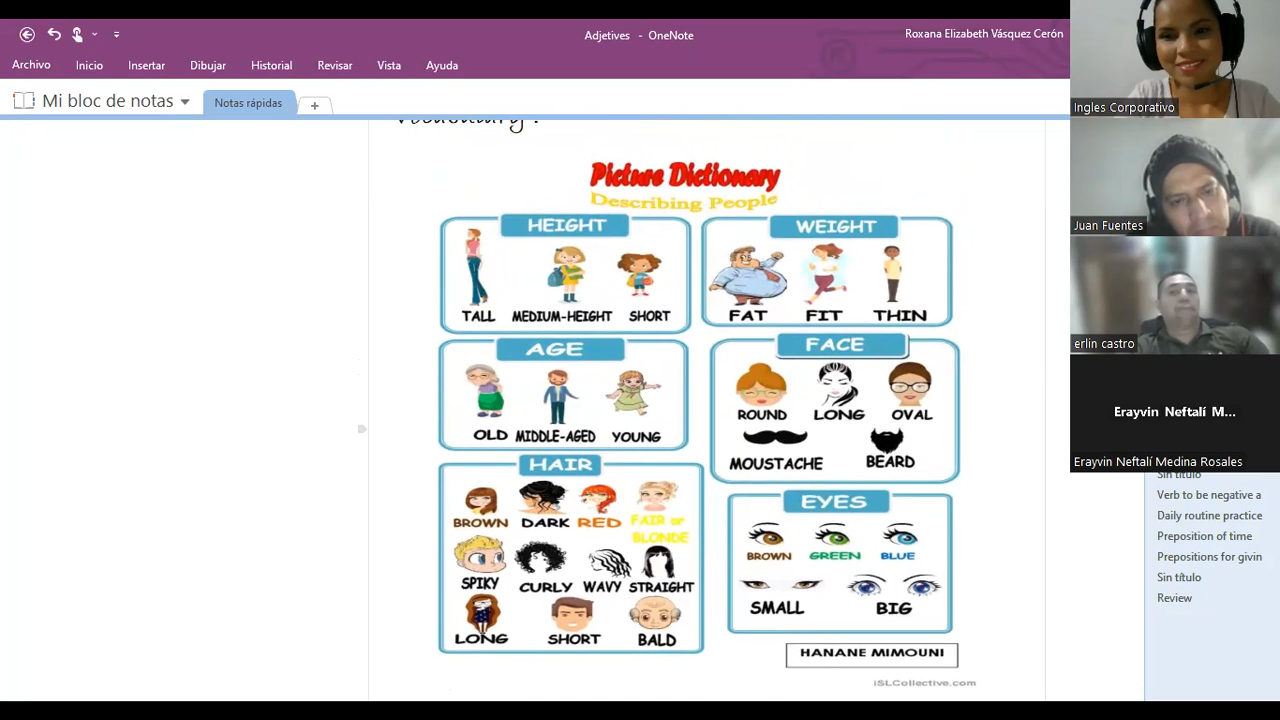 Adjetives - OneNote
Roxana Elizabeth Vásquez Cerón
Archivo Inicio Insertar Dibujar Historial Revisar Vista Ayuda
Mi bloc de notas
Notas rápidas
Vocabulary :
Picture Dictionary
Describing People
HEIGHT
TALL MEDIUM-HEIGHT SHORT
WEIGHT
FAT FIT THIN
AGE
OLD MIDDLE-AGED YOUNG
FACE
ROUND LONG OVAL
MOUSTACHE BEARD
HAIR
BROWN DARK RED FAIR or
BLONDE
SPIKY CURLY WAVY STRAIGHT
LONG SHORT BALD
EYES
BROWN GREEN BLUE
SMALL BIG
HANANE MIMOUNI
iSLCollective.com
Ingles Corporativo
Juan Fuentes
erlin castro
Erayvin Neftalí M...
Erayvin Neftalí Medina Rosales
Sin título
Verb to be negative a
Daily routine practice
Preposition of time
Prepositions for givin
Sin título
Review